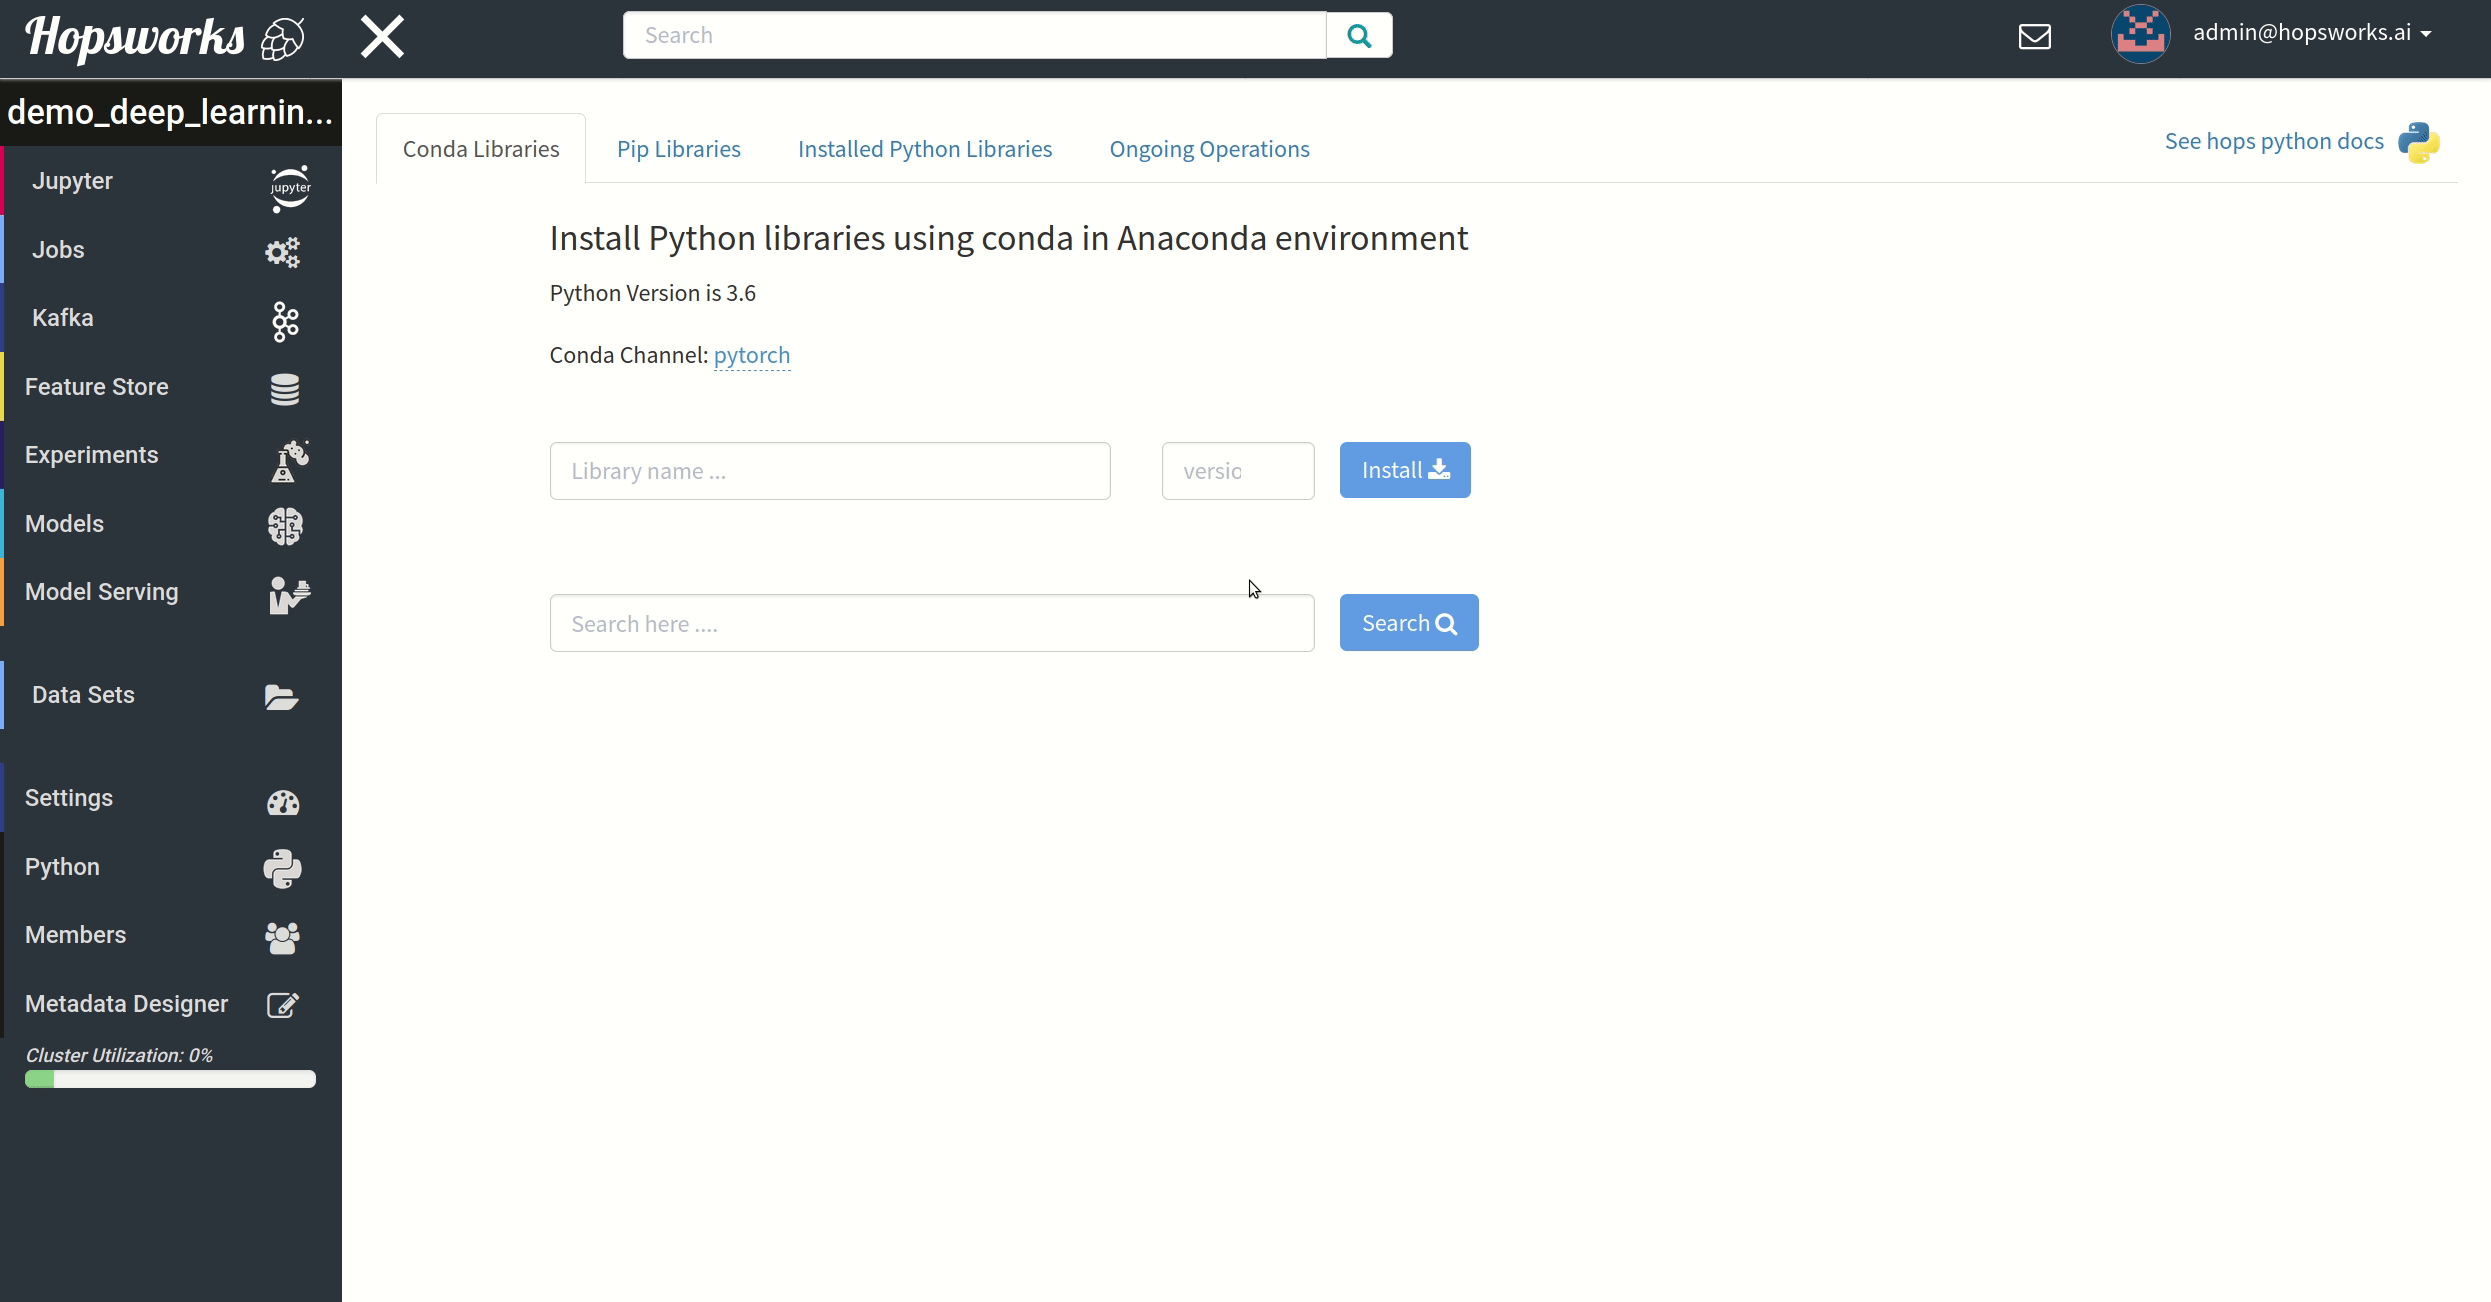 Hopsworks
Search
admin@hopsworks.ai
demo_deep_learnin...
Jupyter
jupyter
Jobs
Kafka
Feature Store
Experiments
Models
Model Serving
Data Sets
Settings
Python
Members
Metadata Designer
Cluster Utilization: 0%
Conda Libraries
Pip Libraries
Installed Python Libraries
Ongoing Operations
See hops python docs
Install Python libraries using conda in Anaconda environment
Python Version is 3.6
Conda Channel: pytorch
Library name ...
versic
Install
Search here ....
Search